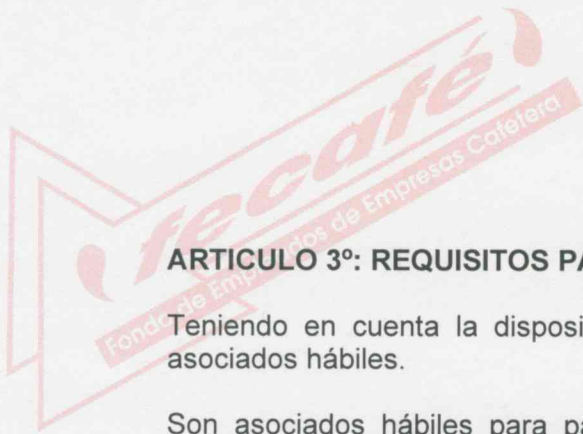 fecafé
Fondo de Empleados de Empresas Cafetera
ARTICULO 3º: REQUISITOS PA
Teniendo en cuenta la disposi
asociados hábiles.
Son asociados hábiles para pa